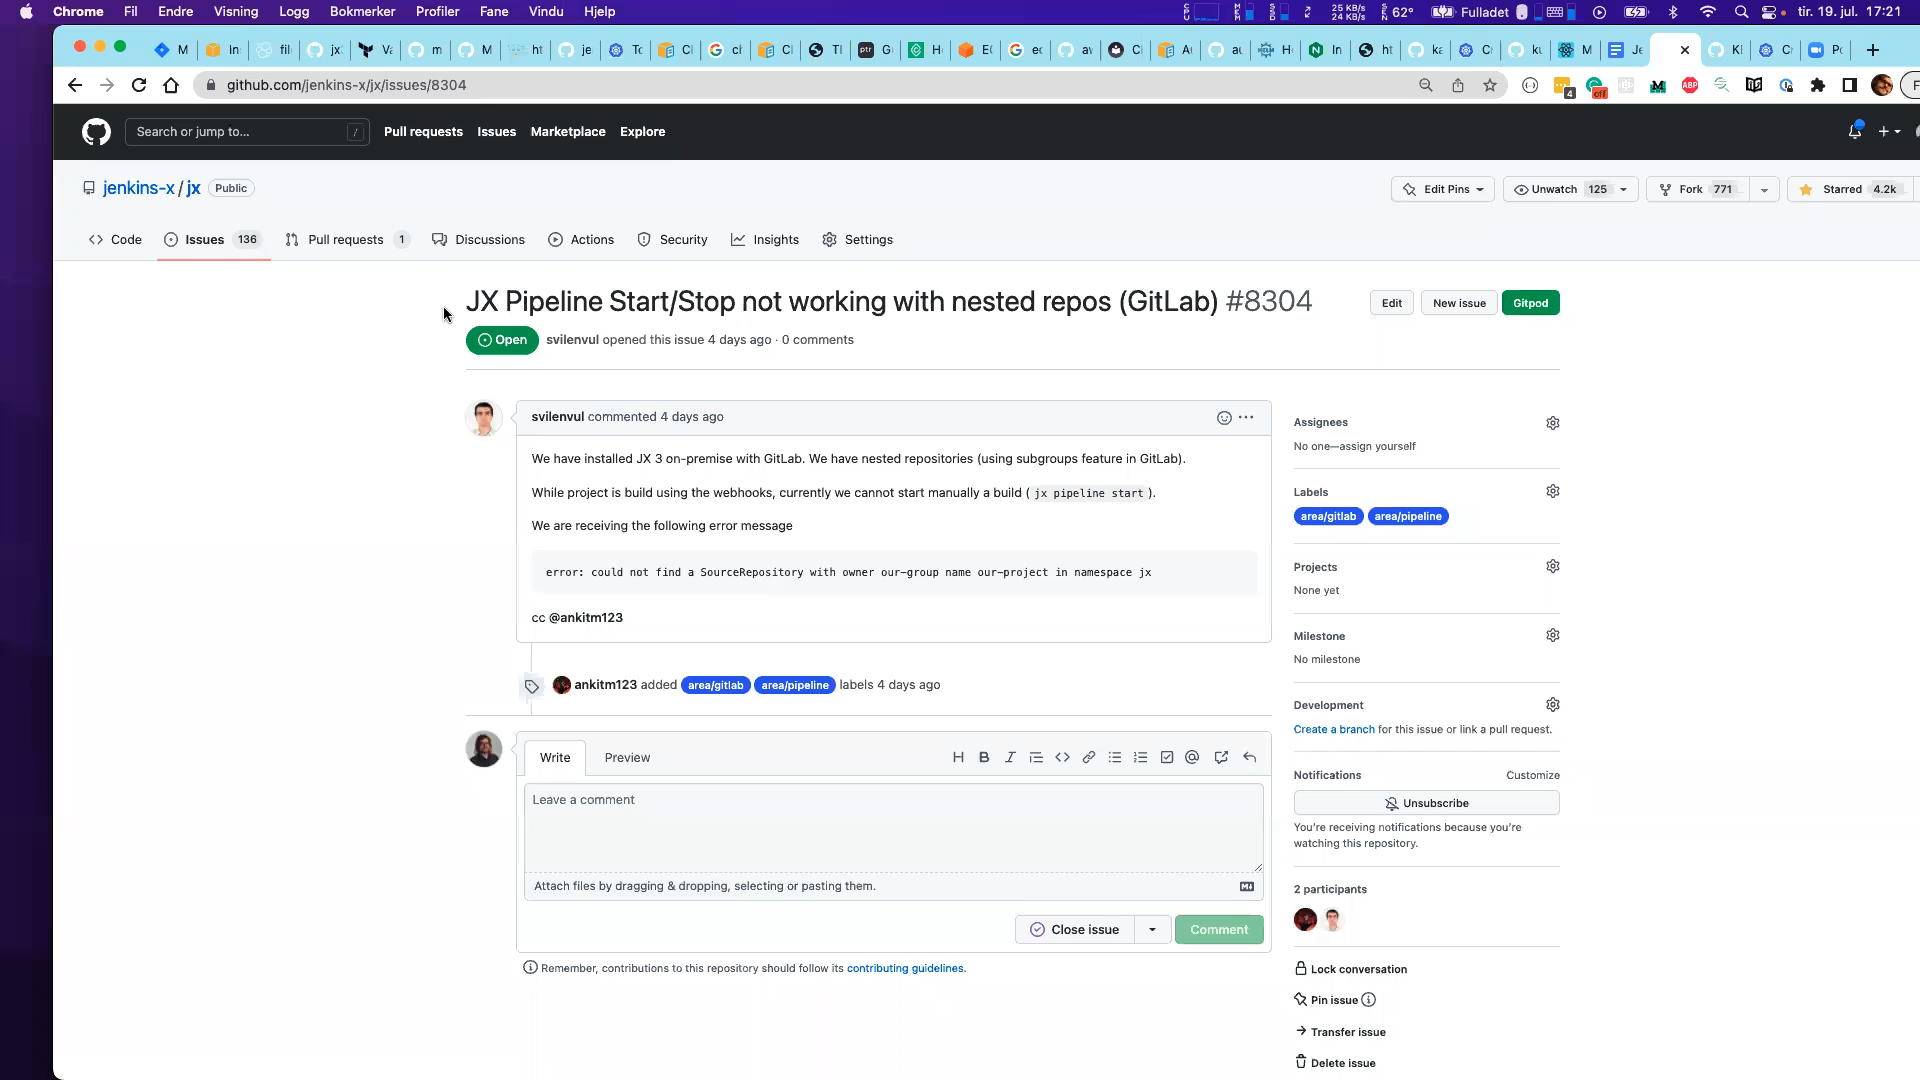 Chrome Fil Endre Visning Logg Bokmerker Profiler Fane Vindu Hjelp 25 KB/s 24 KB/s 62° Fulladet tir. 19. jul. 17:21
github.com/jenkins-x/jx/issues/8304
Search or jump to... / Pull requests Issues Marketplace Explore
jenkins-x / jx Public Edit Pins Unwatch 125 Fork 771 Starred 4.2k
Code Issues 136 Pull requests 1 Discussions Actions Security Insights Settings
JX Pipeline Start/Stop not working with nested repos (GitLab) #8304 Edit New issue Gitpod
Open svilenvul opened this issue 4 days ago · 0 comments
svilenvul commented 4 days ago
We have installed JX 3 on-premise with GitLab. We have nested repositories (using subgroups feature in GitLab).
While project is build using the webhooks, currently we cannot start manually a build ( jx pipeline start ).
We are receiving the following error message
error: could not find a SourceRepository with owner our-group name our-project in namespace jx
cc @ankitm123
ankitm123 added area/gitlab area/pipeline labels 4 days ago
Write Preview
Leave a comment
Attach files by dragging & dropping, selecting or pasting them.
Close issue Comment
Remember, contributions to this repository should follow its contributing guidelines.
Assignees
No one—assign yourself
Labels
area/gitlab area/pipeline
Projects
None yet
Milestone
No milestone
Development
Create a branch for this issue or link a pull request.
Notifications Customize
Unsubscribe
You're receiving notifications because you're
watching this repository.
2 participants
Lock conversation
Pin issue
Transfer issue
Delete issue